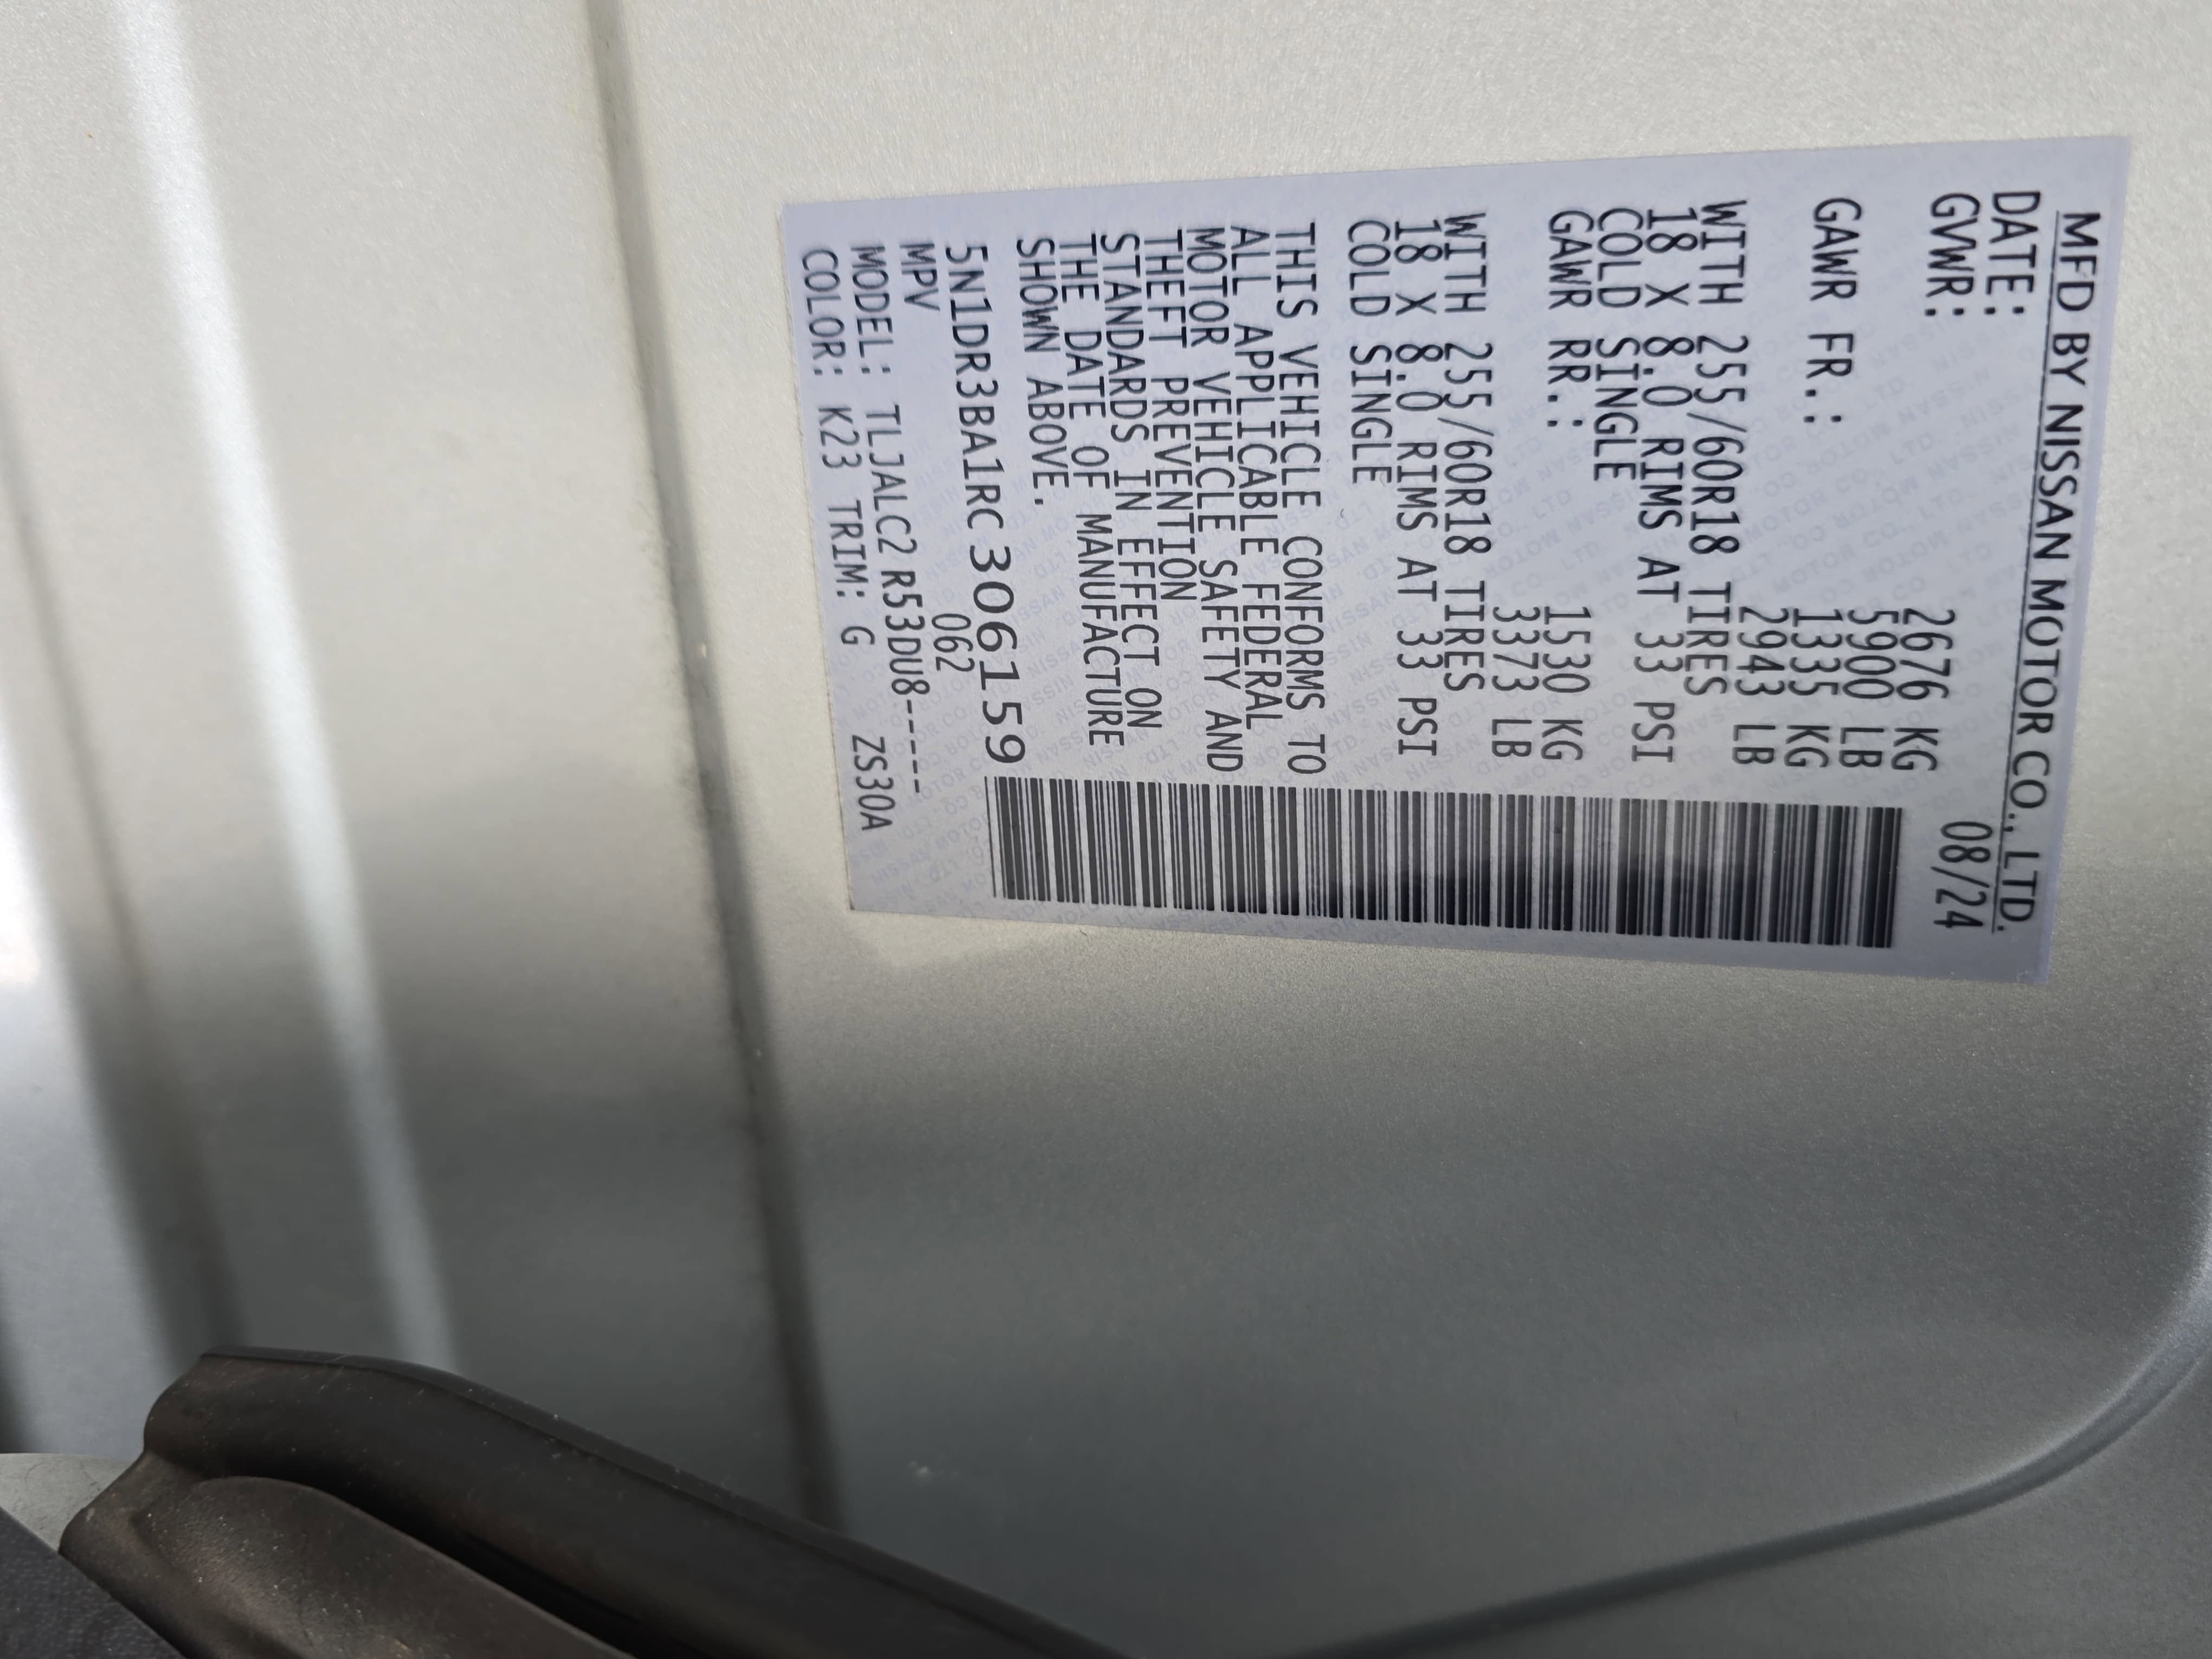 MFD BY NISSAN MOTOR CO., LTD.
DATE: 08/24
GVWR: 2676 KG
5900 LB
GAWR FR.: 1335 KG
2943 LB
WITH 255/60R18 TIRES
18 X 8.0 RIMS AT 33 PSI
COLD SINGLE
GAWR RR.: 1530 KG
3373 LB
WITH 255/60R18 TIRES
18 X 8.0 RIMS AT 33 PSI
COLD SINGLE
THIS VEHICLE CONFORMS TO
ALL APPLICABLE FEDERAL
MOTOR VEHICLE SAFETY AND
THEFT PREVENTION
STANDARDS IN EFFECT ON
THE DATE OF MANUFACTURE
SHOWN ABOVE.
5N1DR3BA1RC306159
MPV 062
MODEL: TLJALC2 R53DU8-----
COLOR: K23 TRIM: G ZS30A